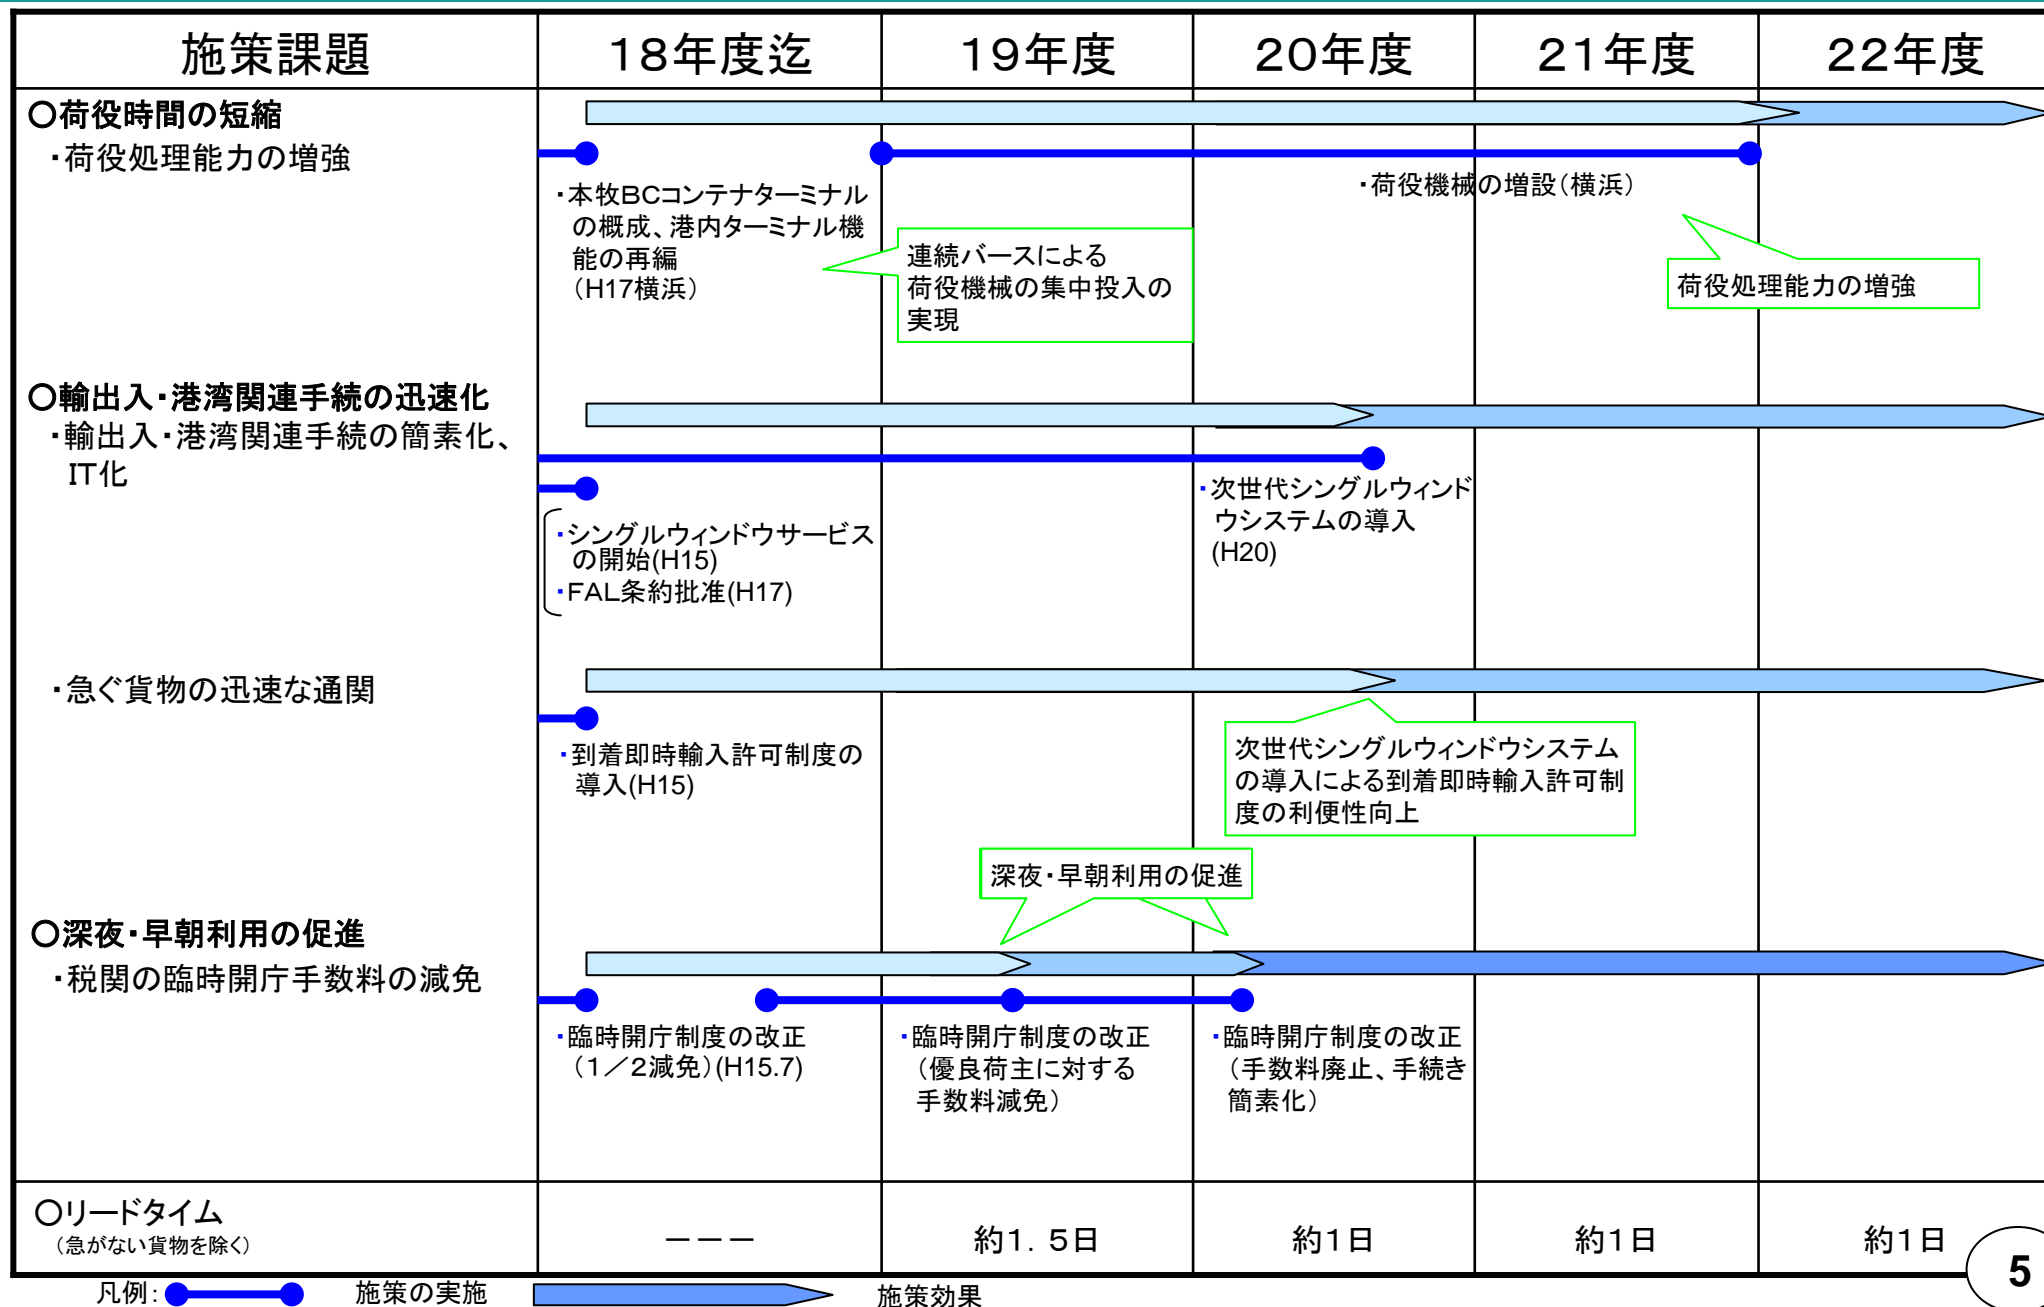 施策課題
18年度迄
19年度
20年度
21年度
22年度
○荷役時間の短縮
・荷役処理能力の増強
・本牧BCコンテナターミナル
の概成、港内ターミナル機
能の再編
（H17横浜）
連続バースによる
荷役機械の集中投入の
実現
・荷役機械の増設（横浜）
荷役処理能力の増強
○輸出入・港湾関連手続の迅速化
・輸出入・港湾関連手続の簡素化、
IT化
・シングルウィンドウサービス
の開始(H15)
・FAL条約批准(H17)
・次世代シングルウィンド
ウシステムの導入
(H20)
・急ぐ貨物の迅速な通関
・到着即時輸入許可制度の
導入(H15)
次世代シングルウィンドウシステム
の導入による到着即時輸入許可制
度の利便性向上
深夜・早朝利用の促進
○深夜・早朝利用の促進
・税関の臨時開庁手数料の減免
・臨時開庁制度の改正
（1／2減免）(H15.7)
・臨時開庁制度の改正
（優良荷主に対する
手数料減免）
・臨時開庁制度の改正
（手数料廃止、手続き
簡素化）
○リードタイム
（急がない貨物を除く）
－－－
約1．5日
約1日
約1日
約1日
5
凡例:
施策の実施
施策効果